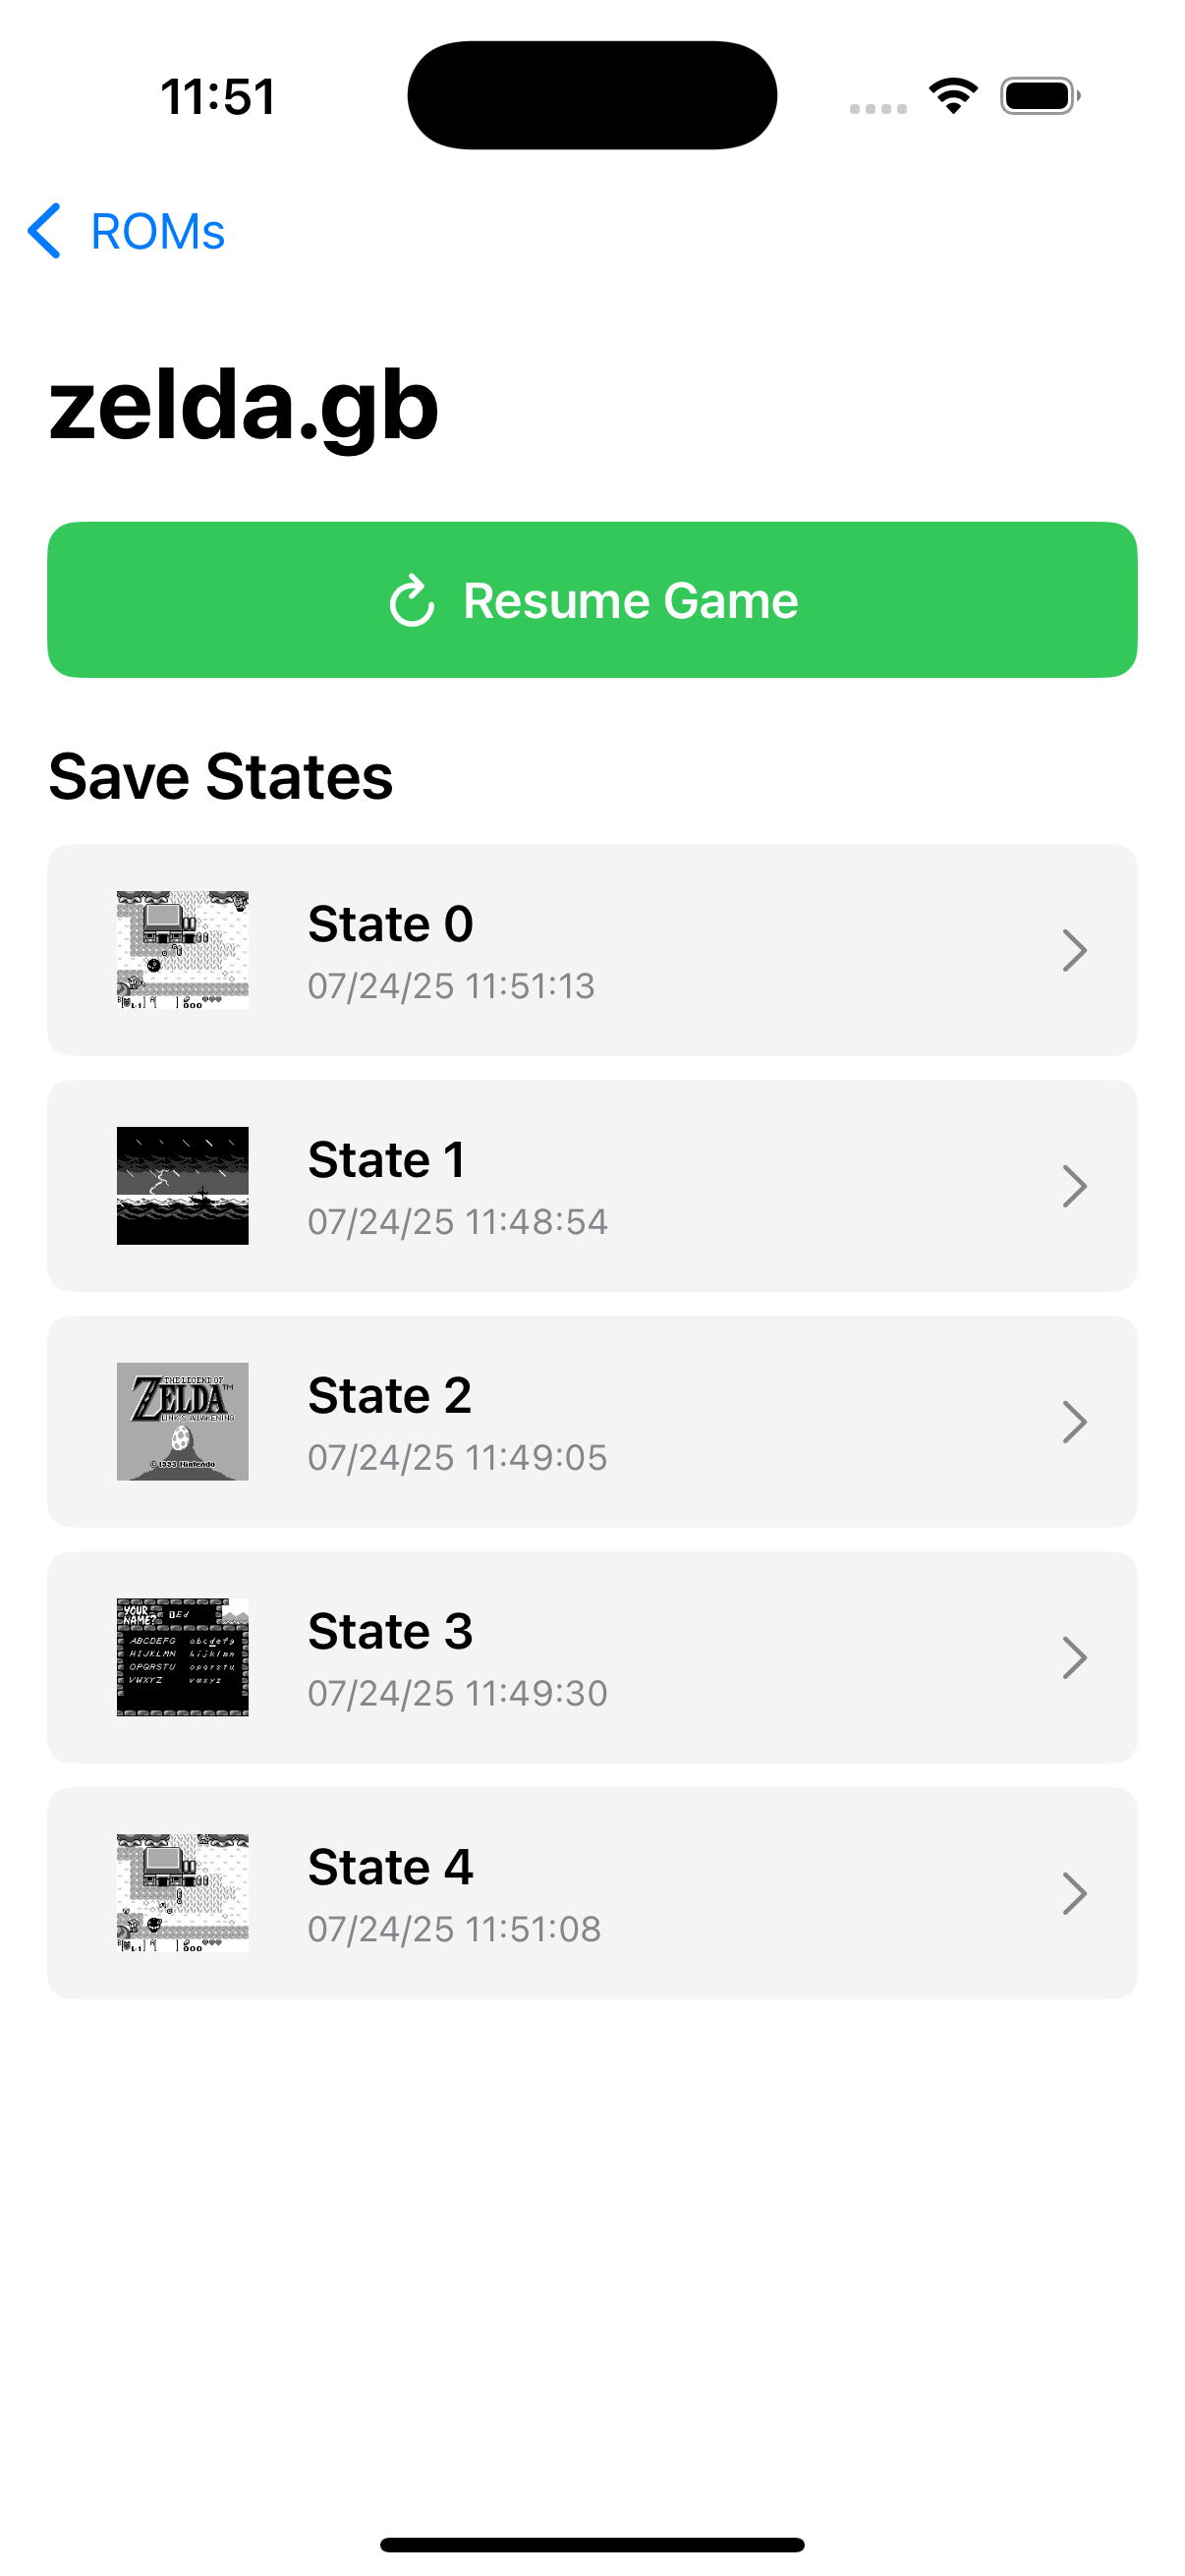 11:51
ROMs
zelda.gb
Resume Game
Save States
State 0
07/24/25 11:51:13
State 1
07/24/25 11:48:54
THE LEGEND OF
ZELDA™
LINK'S AWAKENING
© 1993 Nintendo
State 2
07/24/25 11:49:05
YOUR
NAME?
ABCDEFG abcdefg
HIJKLMN hijklmn
OPQRSTU opqrstu
VWXYZ vwxyz
State 3
07/24/25 11:49:30
State 4
07/24/25 11:51:08